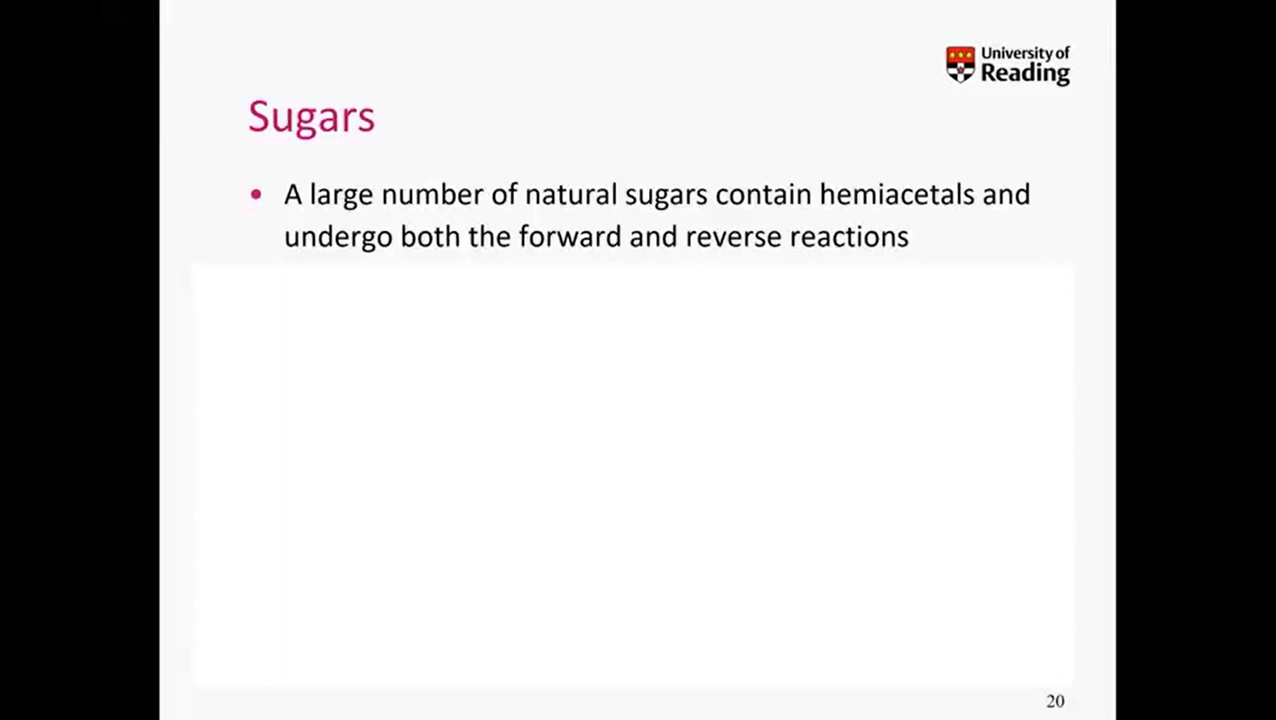 University of
Reading
Sugars
• A large number of natural sugars contain hemiacetals and
undergo both the forward and reverse reactions
20